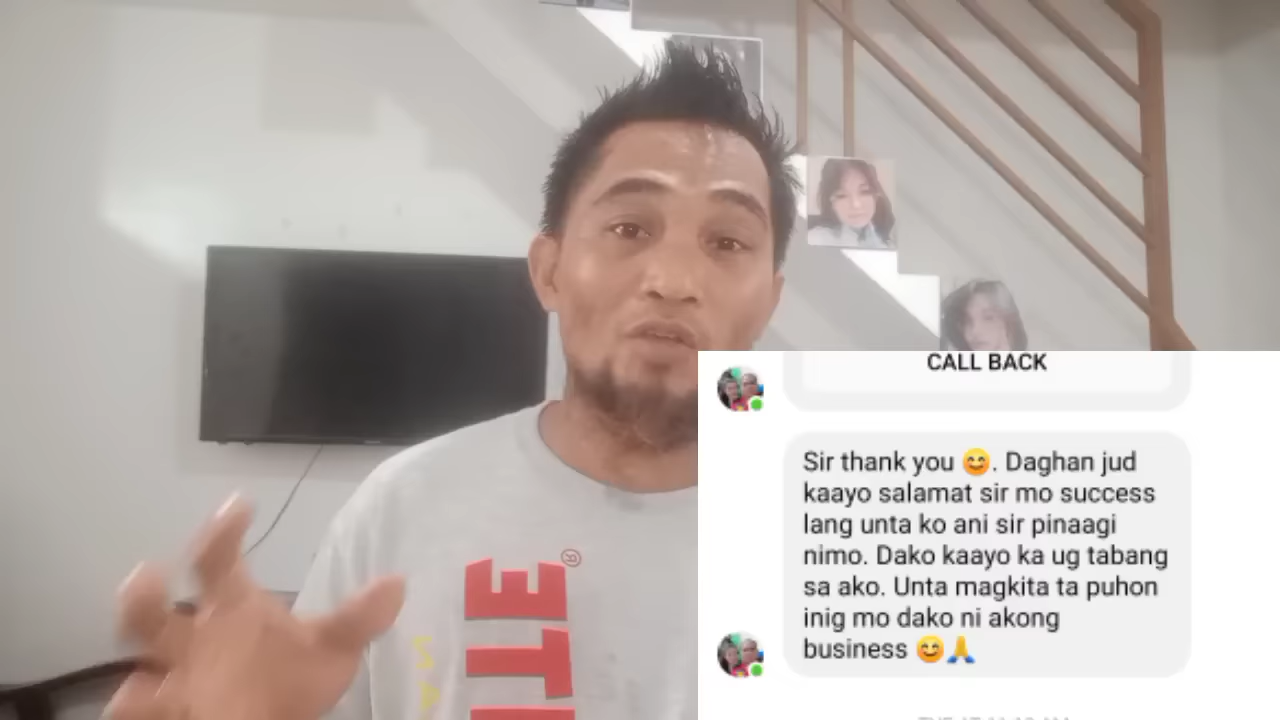 CALL BACK
Sir thank you 😊. Daghan jud
kaayo salamat sir mo success
lang unta ko ani sir pinaagi
nimo. Dako kaayo ka ug tabang
sa ako. Unta magkita ta puhon
inig mo dako ni akong
business 😊🙏